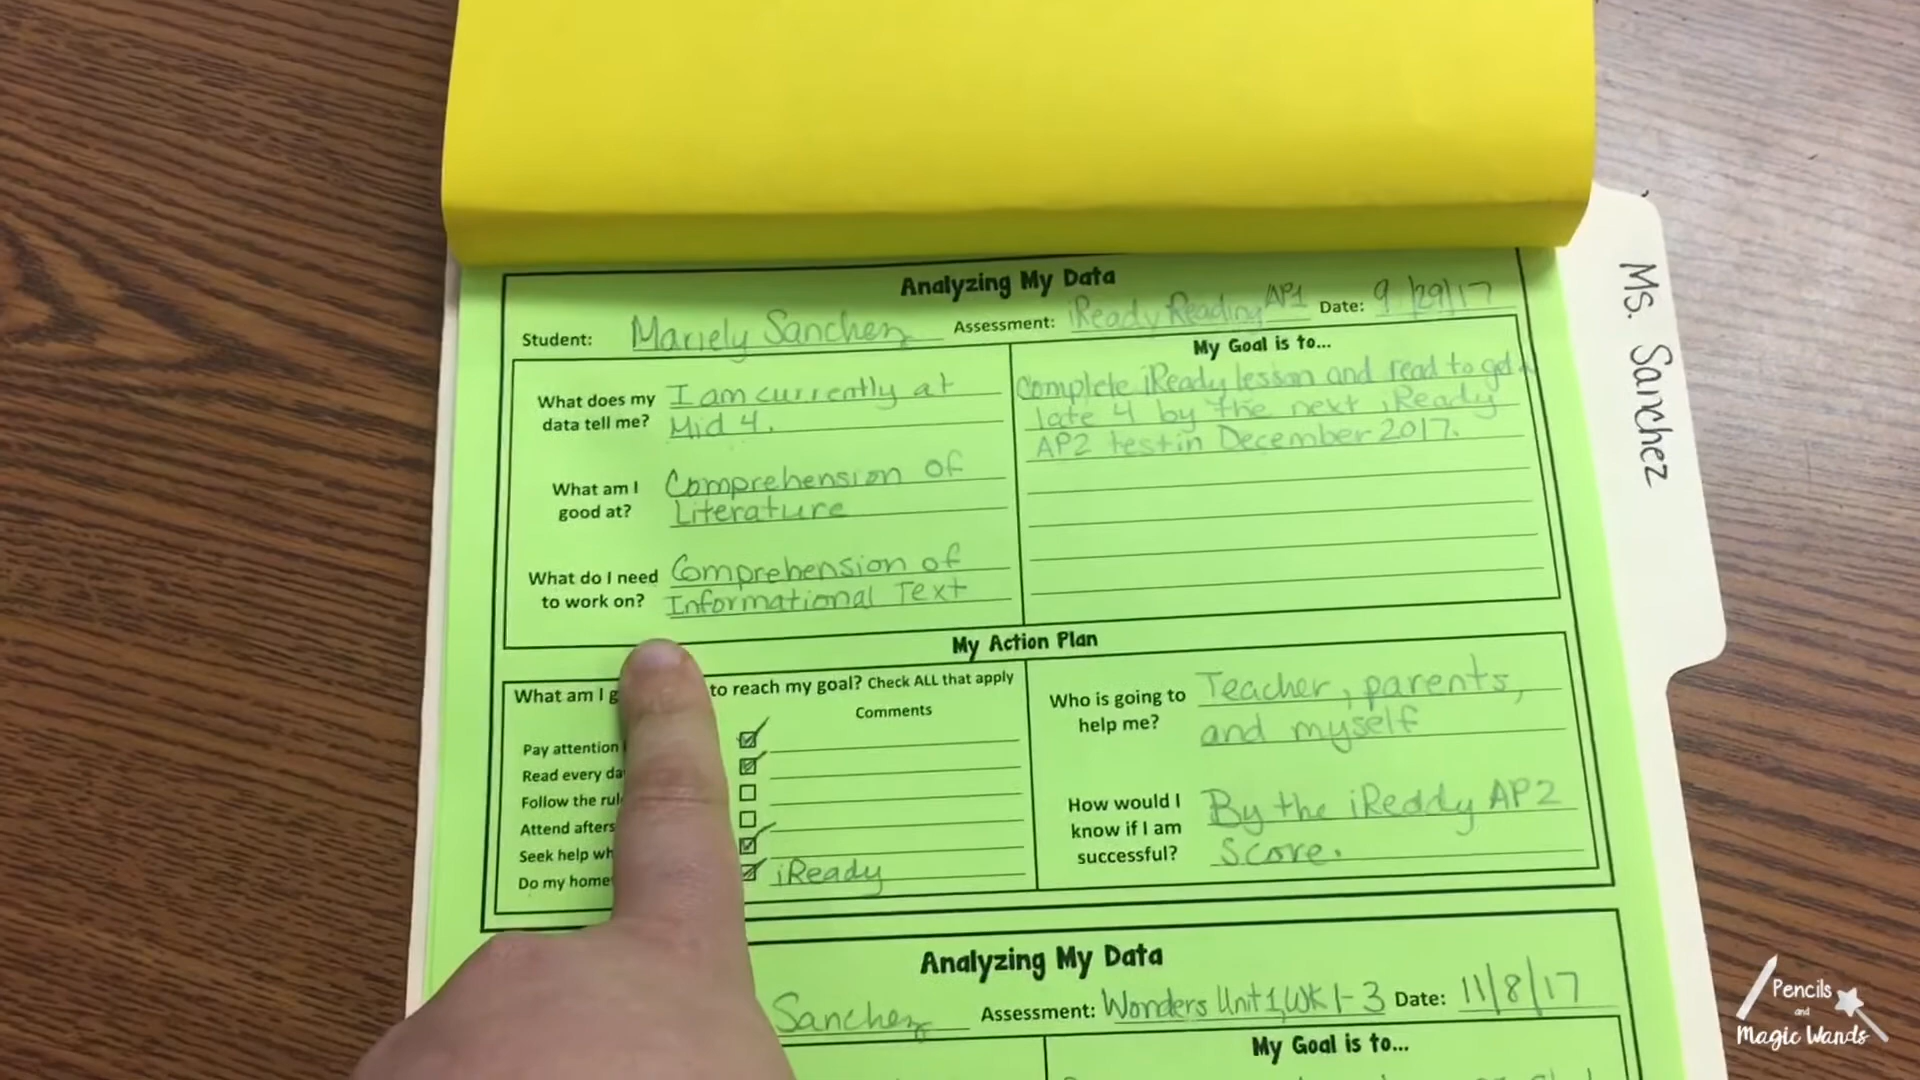 Analyzing My Data
Student: Mariely Sanchez Assessment: iReady Reading AP1 Date: 9/29/17
What does my data tell me?
I am currently at
Mid 4.
What am I good at?
Comprehension of
Literature
What do I need to work on?
Comprehension of
Informational Text
My Goal is to...
Complete iReady lesson and read to get
late 4 by the next iReady
AP2 test in December 2017.
My Action Plan
What am I to reach my goal? Check ALL that apply
Comments
Pay attention
Read every
Follow the
Attend
Seek help
Do my
iReady
Who is going to help me?
Teacher, parents,
and myself
How would I know if I am successful?
By the iReddy AP2
score.
Analyzing My Data
Sanchez Assessment: Wonders Unit 1, WK 1-3 Date: 11/8/17
My Goal is to...
Ms. Sanchez
Pencils
and
Magic Wands